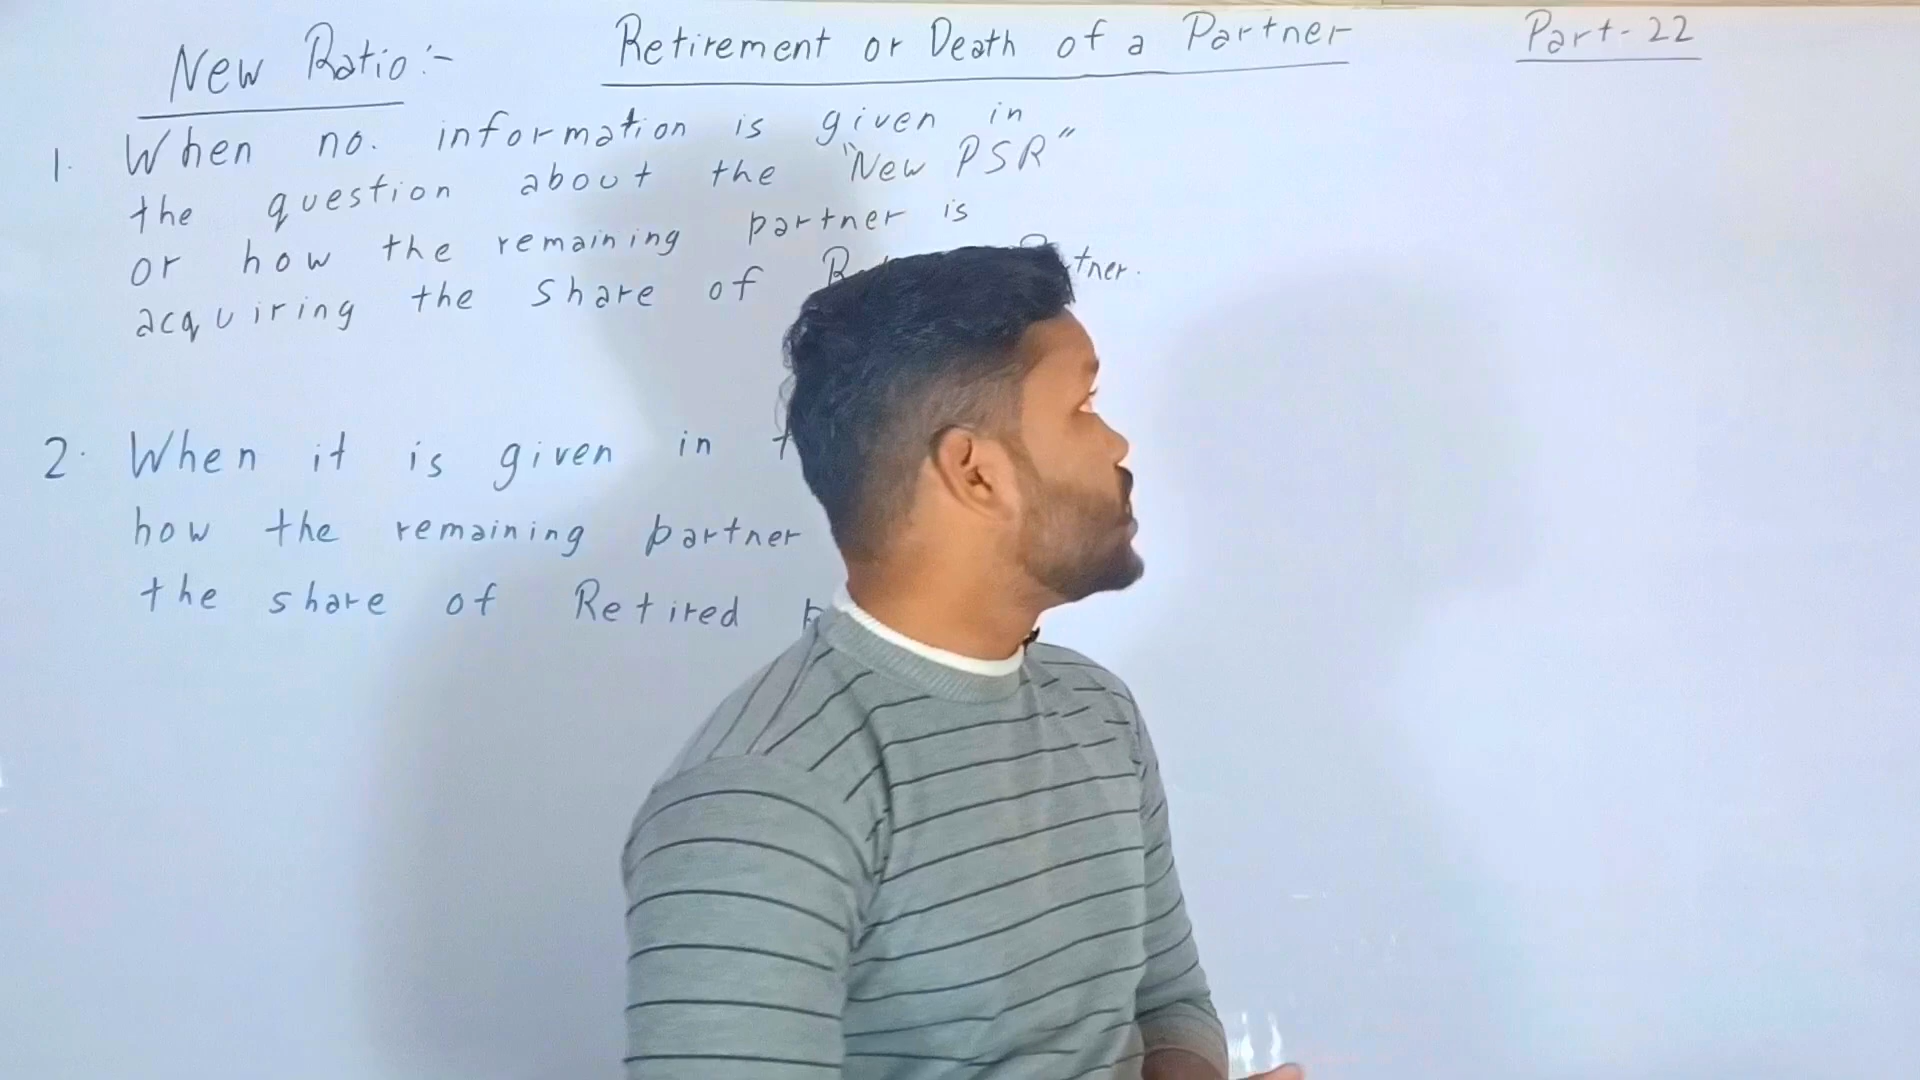 New Ratio:-
Retirement or Death of a Partner
Part-22
1. When no. information is given in
the question about the "New PSR"
or how the remaining partner is
acquiring the share of
2. When it is given in
how the remaining partner
the share of Retired